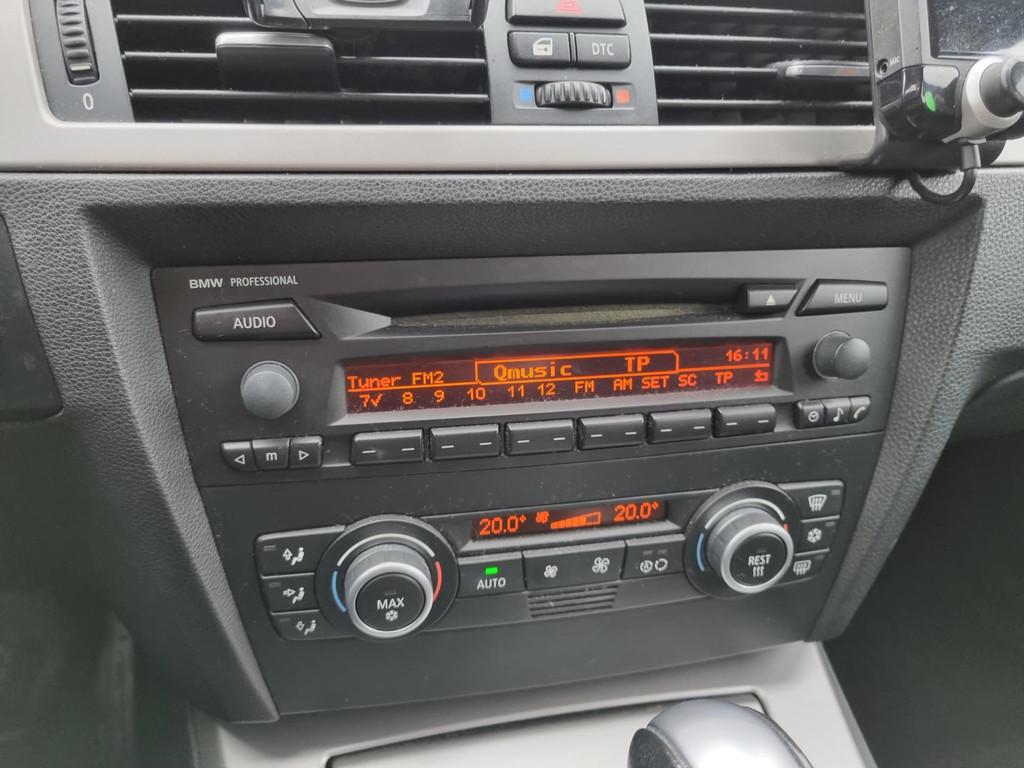 0
DTC
BMW PROFESSIONAL
AUDIO
MENU
Tuner FM2 Qmusic TP 16:11
7✓ 8 9 10 11 12 FM AM SET SC TP
m
20.0° 20.0°
MAX
AUTO
REST